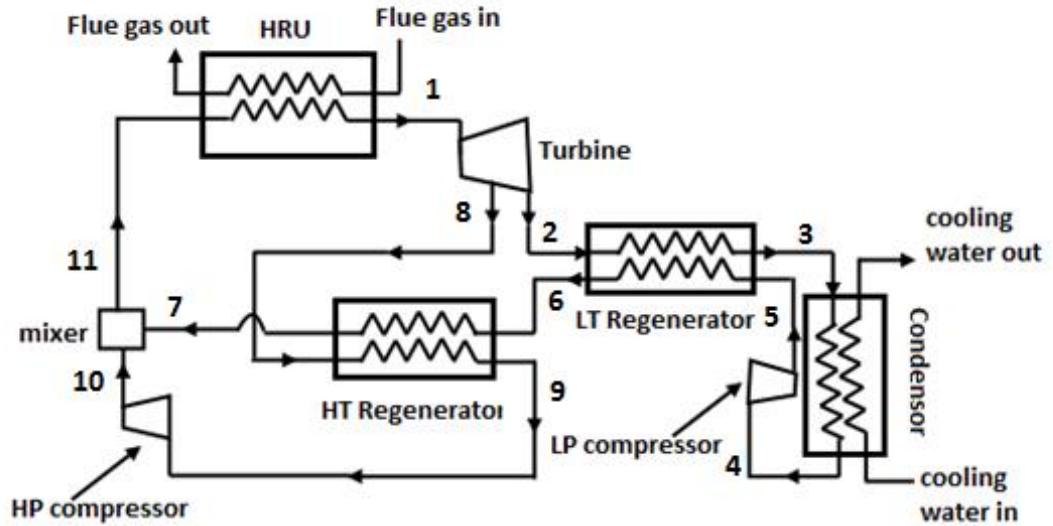 Flue gas out
HRU
Flue gas in
1
Turbine
8
2
3
cooling
water out
11
7
6
LT Regenerator
5
mixer
10
9
HT Regenerator
LP compressor
4
Condensor
HP compressor
cooling
water in